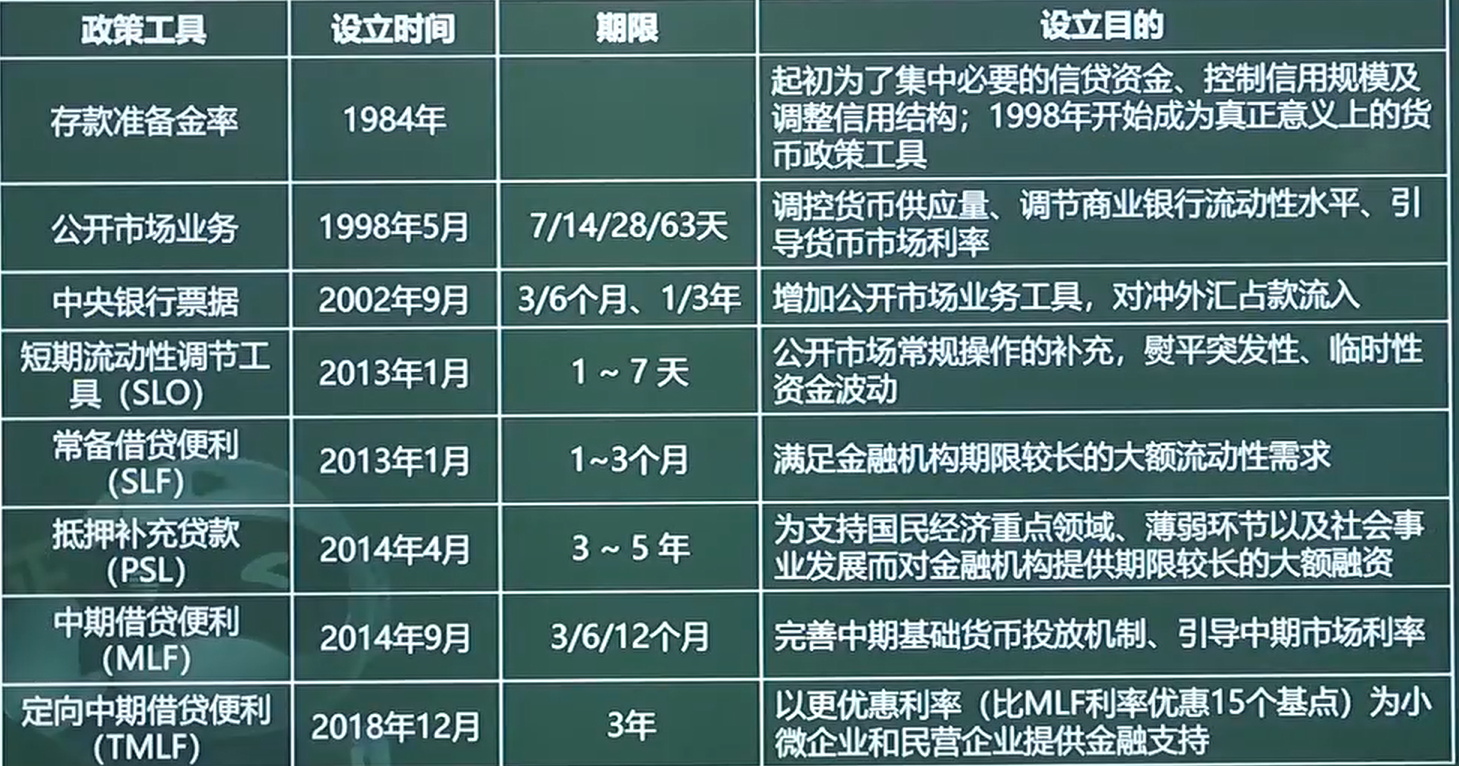 政策工具 设立时间 期限 设立目的
存款准备金率 1984年 起初为了集中必要的信贷资金、控制信用规模及
调整信用结构；1998年开始成为真正意义上的货
币政策工具
公开市场业务 1998年5月 7/14/28/63天 调控货币供应量、调节商业银行流动性水平、引
导货币市场利率
中央银行票据 2002年9月 3/6个月、1/3年 增加公开市场业务工具，对冲外汇占款流入
短期流动性调节工
具（SLO） 2013年1月 1 ~ 7 天 公开市场常规操作的补充，熨平突发性、临时性
资金波动
常备借贷便利
（SLF） 2013年1月 1~3个月 满足金融机构期限较长的大额流动性需求
抵押补充贷款
（PSL） 2014年4月 3 ~ 5 年 为支持国民经济重点领域、薄弱环节以及社会事
业发展而对金融机构提供期限较长的大额融资
中期借贷便利
（MLF） 2014年9月 3/6/12个月 完善中期基础货币投放机制、引导中期市场利率
定向中期借贷便利
（TMLF） 2018年12月 3年 以更优惠利率（比MLF利率优惠15个基点）为小
微企业和民营企业提供金融支持